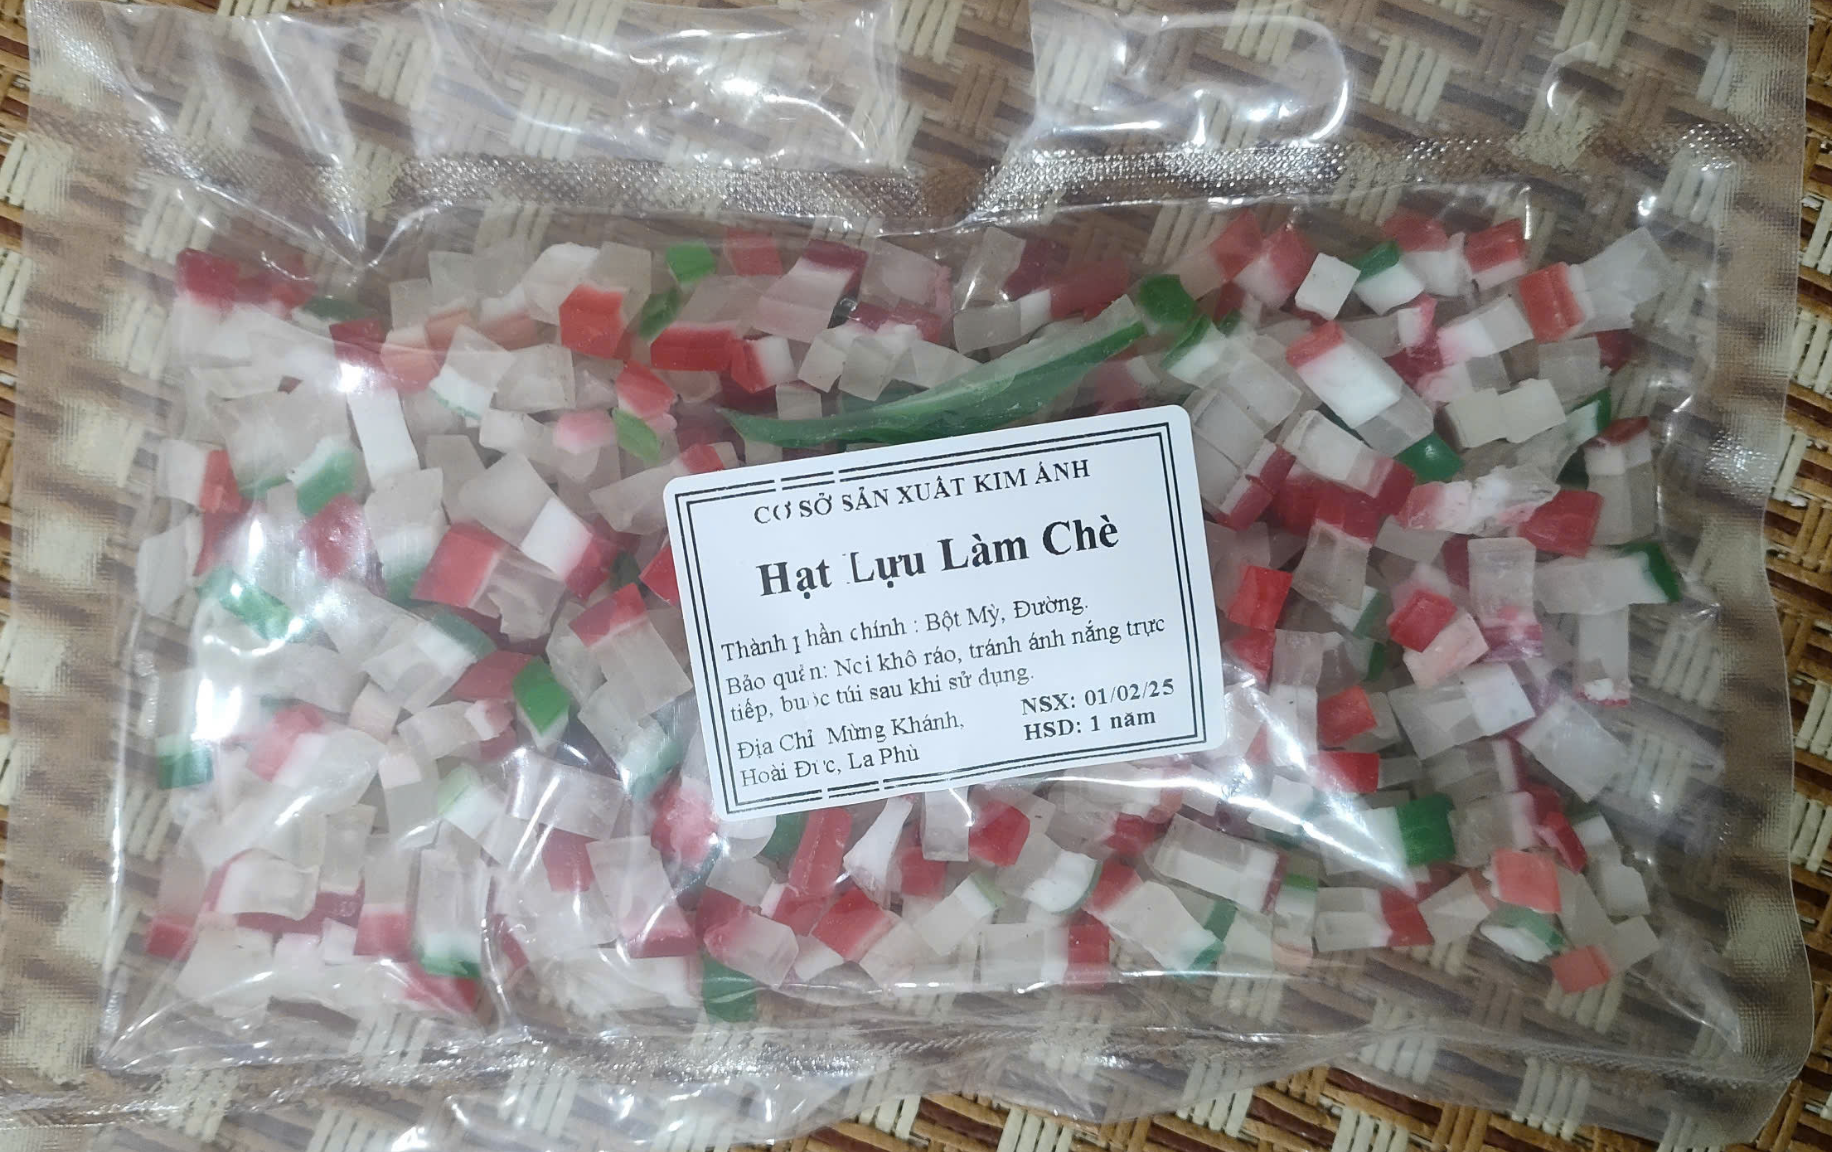 CƠ SỞ SẢN XUẤT KIM ÁNH
Hạt Lựu Làm Chè
Thành phần chính : Bột Mỳ, Đường.
Bảo quản: Nơi khô ráo, tránh ánh nắng trực
tiếp, buộc túi sau khi sử dụng.
Địa Chỉ Mừng Khánh,
Hoài Đức, La Phù
NSX: 01/02/25
HSD: 1 năm